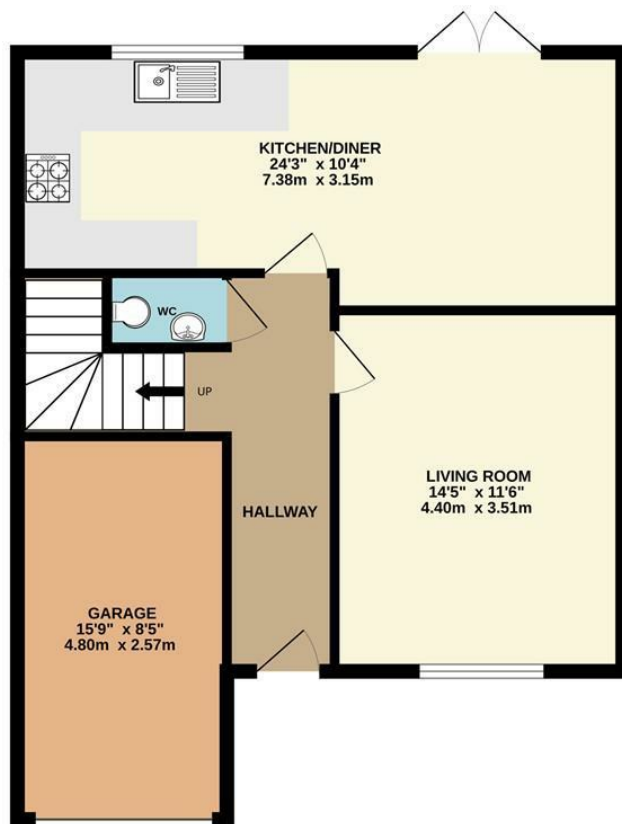 KITCHEN/DINER
24'3" x 10'4"
7.38m x 3.15m
WC
UP
LIVING ROOM
14'5" x 11'6"
4.40m x 3.51m
HALLWAY
GARAGE
15'9" x 8'5"
4.80m x 2.57m